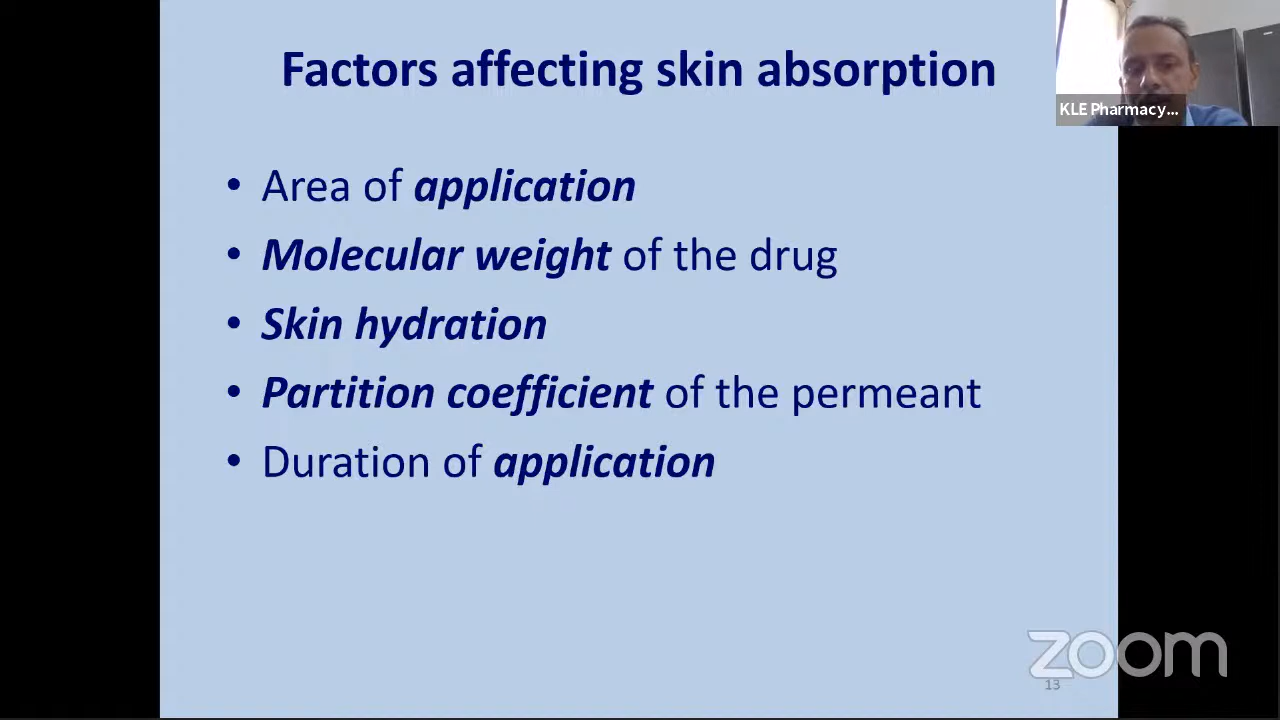 Factors affecting skin absorption
KLE Pharmacy...
• Area of application
• Molecular weight of the drug
• Skin hydration
• Partition coefficient of the permeant
• Duration of application
zoom
13